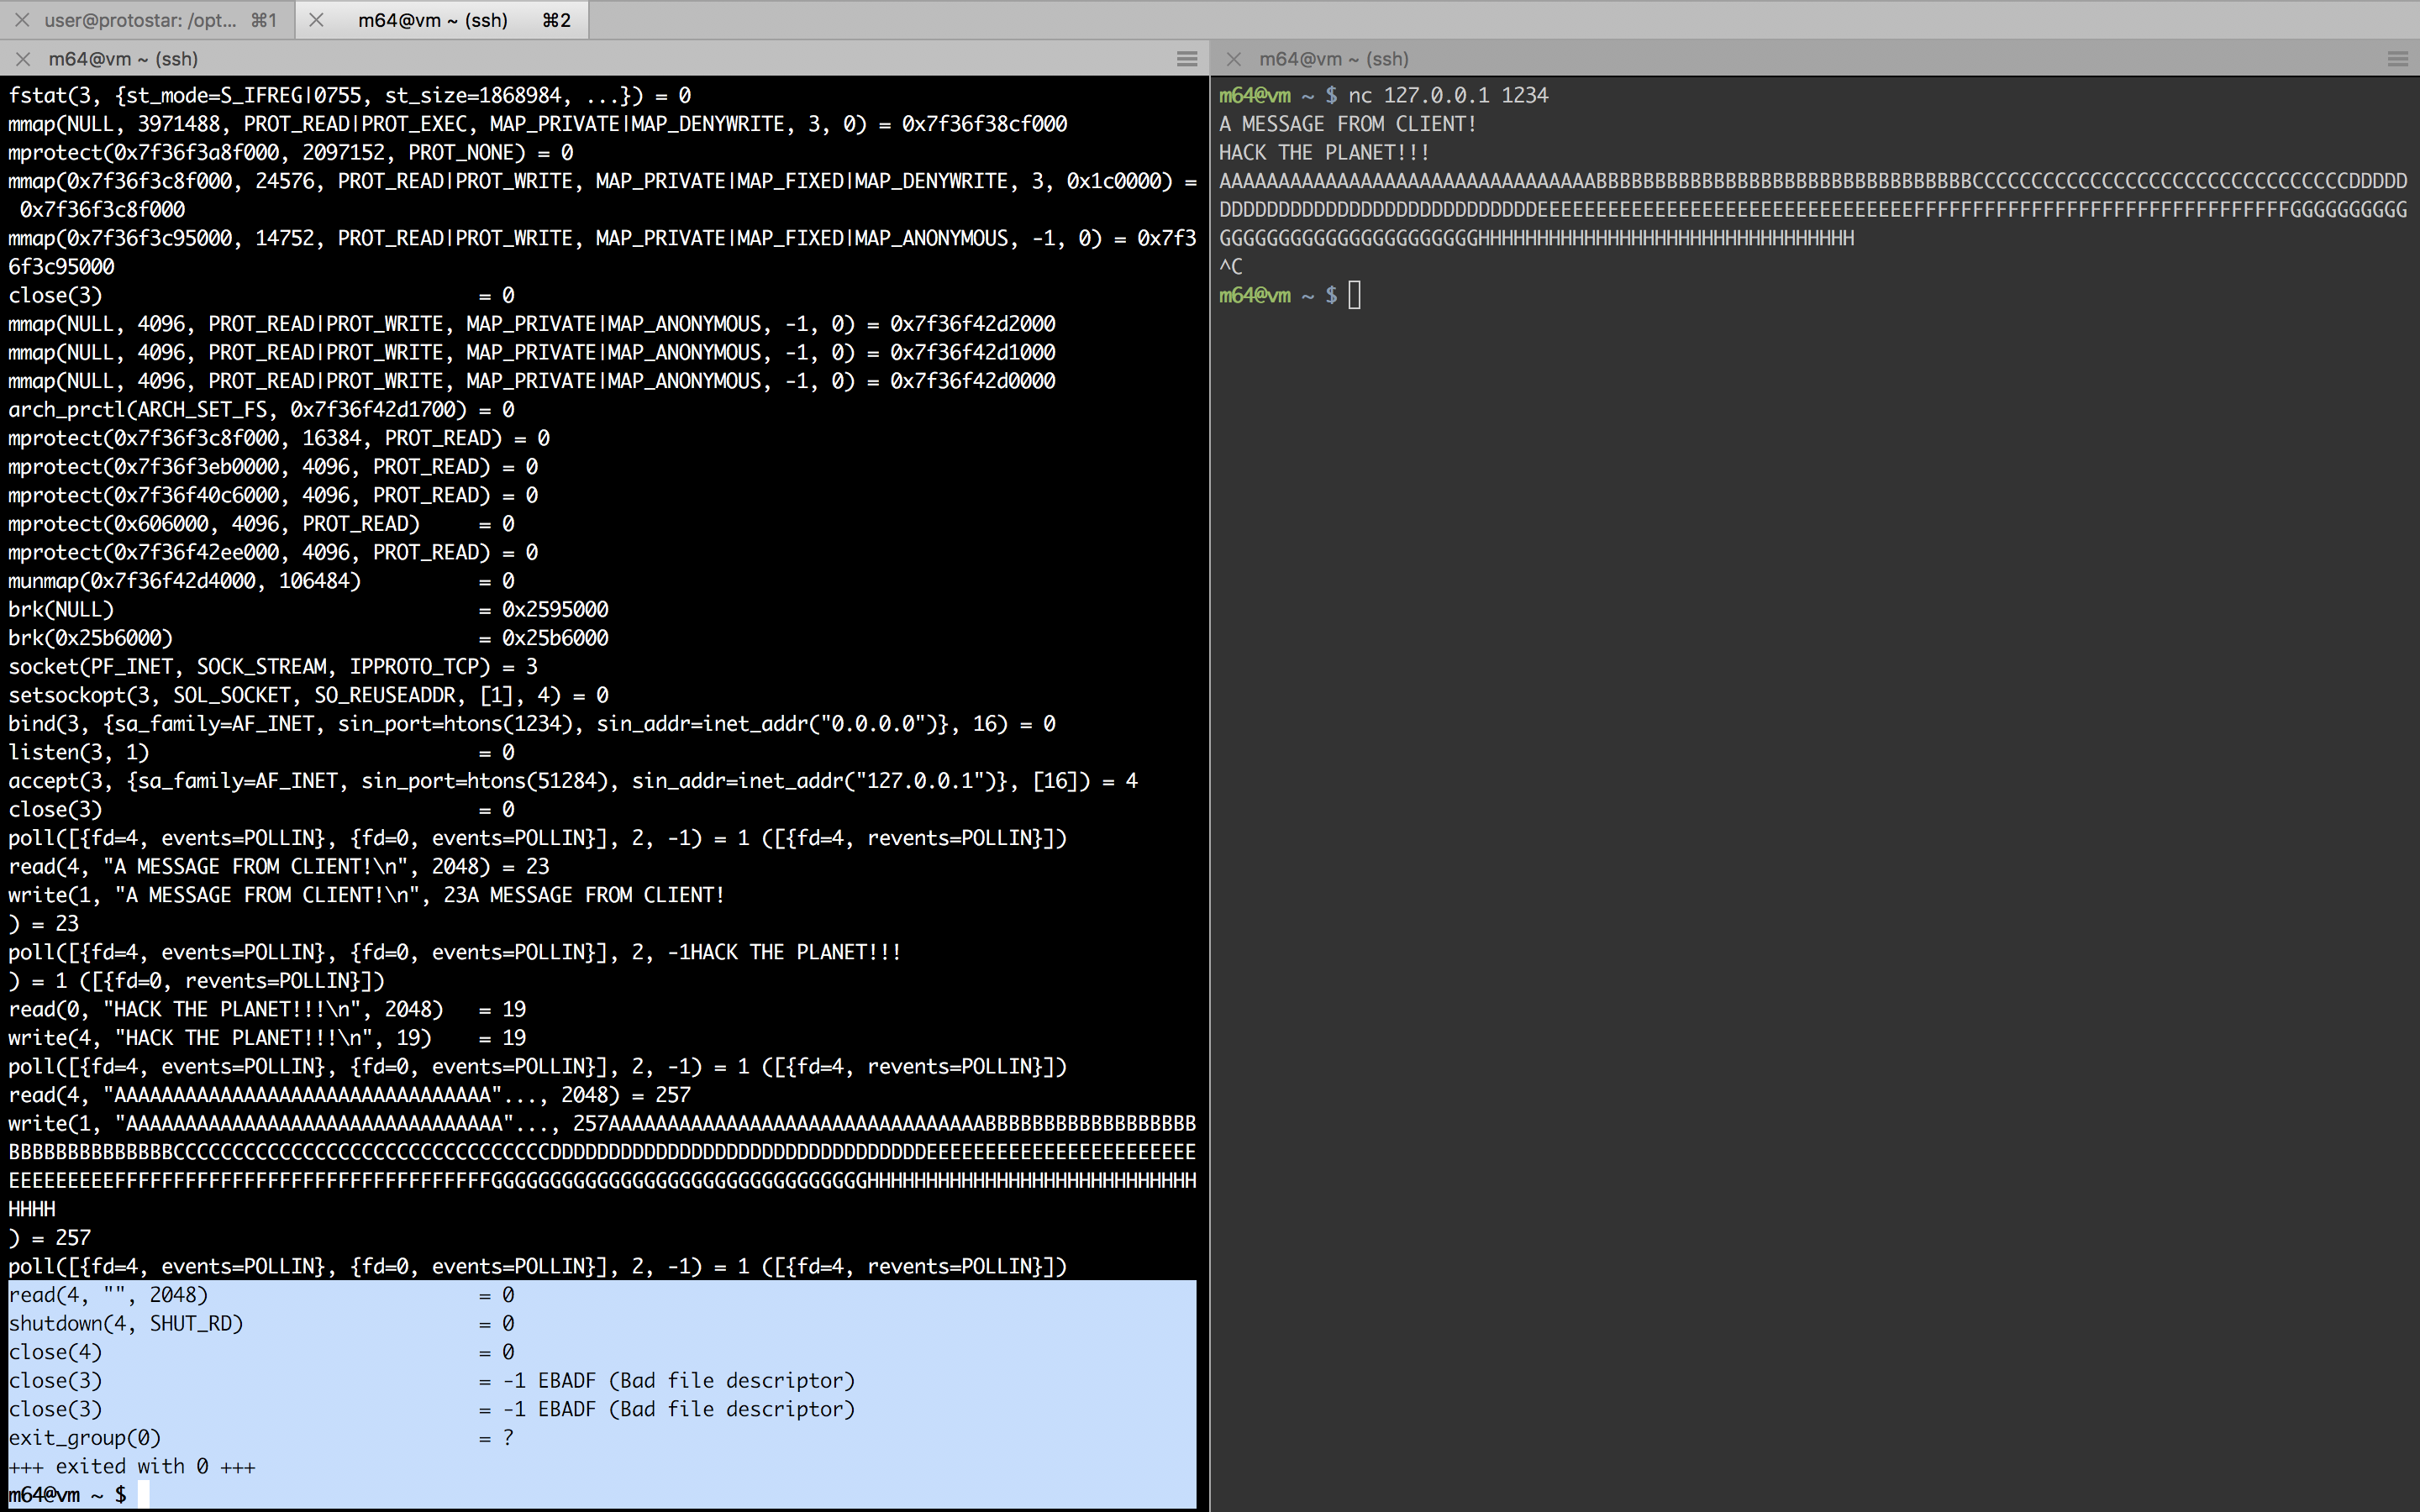 user@protostar: /opt... ⌘1
m64@vm ~ (ssh) ⌘2
m64@vm ~ (ssh)
fstat(3, {st_mode=S_IFREG|0755, st_size=1868984, ...}) = 0
mmap(NULL, 3971488, PROT_READ|PROT_EXEC, MAP_PRIVATE|MAP_DENYWRITE, 3, 0) = 0x7f36f38cf000
mprotect(0x7f36f3a8f000, 2097152, PROT_NONE) = 0
mmap(0x7f36f3c8f000, 24576, PROT_READ|PROT_WRITE, MAP_PRIVATE|MAP_FIXED|MAP_DENYWRITE, 3, 0x1c0000) =
 0x7f36f3c8f000
mmap(0x7f36f3c95000, 14752, PROT_READ|PROT_WRITE, MAP_PRIVATE|MAP_FIXED|MAP_ANONYMOUS, -1, 0) = 0x7f3
6f3c95000
close(3)                                = 0
mmap(NULL, 4096, PROT_READ|PROT_WRITE, MAP_PRIVATE|MAP_ANONYMOUS, -1, 0) = 0x7f36f42d2000
mmap(NULL, 4096, PROT_READ|PROT_WRITE, MAP_PRIVATE|MAP_ANONYMOUS, -1, 0) = 0x7f36f42d1000
mmap(NULL, 4096, PROT_READ|PROT_WRITE, MAP_PRIVATE|MAP_ANONYMOUS, -1, 0) = 0x7f36f42d0000
arch_prctl(ARCH_SET_FS, 0x7f36f42d1700) = 0
mprotect(0x7f36f3c8f000, 16384, PROT_READ) = 0
mprotect(0x7f36f3eb0000, 4096, PROT_READ) = 0
mprotect(0x7f36f40c6000, 4096, PROT_READ) = 0
mprotect(0x606000, 4096, PROT_READ)     = 0
mprotect(0x7f36f42ee000, 4096, PROT_READ) = 0
munmap(0x7f36f42d4000, 106484)          = 0
brk(NULL)                               = 0x2595000
brk(0x25b6000)                          = 0x25b6000
socket(PF_INET, SOCK_STREAM, IPPROTO_TCP) = 3
setsockopt(3, SOL_SOCKET, SO_REUSEADDR, [1], 4) = 0
bind(3, {sa_family=AF_INET, sin_port=htons(1234), sin_addr=inet_addr("0.0.0.0")}, 16) = 0
listen(3, 1)                            = 0
accept(3, {sa_family=AF_INET, sin_port=htons(51284), sin_addr=inet_addr("127.0.0.1")}, [16]) = 4
close(3)                                = 0
poll([{fd=4, events=POLLIN}, {fd=0, events=POLLIN}], 2, -1) = 1 ([{fd=4, revents=POLLIN}])
read(4, "A MESSAGE FROM CLIENT!\n", 2048) = 23
write(1, "A MESSAGE FROM CLIENT!\n", 23A MESSAGE FROM CLIENT!
) = 23
poll([{fd=4, events=POLLIN}, {fd=0, events=POLLIN}], 2, -1HACK THE PLANET!!!
) = 1 ([{fd=0, revents=POLLIN}])
read(0, "HACK THE PLANET!!!\n", 2048)   = 19
write(4, "HACK THE PLANET!!!\n", 19)    = 19
poll([{fd=4, events=POLLIN}, {fd=0, events=POLLIN}], 2, -1) = 1 ([{fd=4, revents=POLLIN}])
read(4, "AAAAAAAAAAAAAAAAAAAAAAAAAAAAAAAA"..., 2048) = 257
write(1, "AAAAAAAAAAAAAAAAAAAAAAAAAAAAAAAA"..., 257AAAAAAAAAAAAAAAAAAAAAAAAAAAAAAAABBBBBBBBBBBBBBBBBB
BBBBBBBBBBBBBBCCCCCCCCCCCCCCCCCCCCCCCCCCCCCCCCDDDDDDDDDDDDDDDDDDDDDDDDDDDDDDDDEEEEEEEEEEEEEEEEEEEEEEE
EEEEEEEEEFFFFFFFFFFFFFFFFFFFFFFFFFFFFFFFFGGGGGGGGGGGGGGGGGGGGGGGGGGGGGGGGHHHHHHHHHHHHHHHHHHHHHHHHHHHH
HHHH
) = 257
poll([{fd=4, events=POLLIN}, {fd=0, events=POLLIN}], 2, -1) = 1 ([{fd=4, revents=POLLIN}])
read(4, "", 2048)                       = 0
shutdown(4, SHUT_RD)                    = 0
close(4)                                = 0
close(3)                                = -1 EBADF (Bad file descriptor)
close(3)                                = -1 EBADF (Bad file descriptor)
exit_group(0)                           = ?
+++ exited with 0 +++
m64@vm ~ $
m64@vm ~ (ssh)
m64@vm ~ $ nc 127.0.0.1 1234
A MESSAGE FROM CLIENT!
HACK THE PLANET!!!
AAAAAAAAAAAAAAAAAAAAAAAAAAAAAAAABBBBBBBBBBBBBBBBBBBBBBBBBBBBBBBBCCCCCCCCCCCCCCCCCCCCCCCCCCCCCCCCDDDDD
DDDDDDDDDDDDDDDDDDDDDDDDDDDEEEEEEEEEEEEEEEEEEEEEEEEEEEEEEEEFFFFFFFFFFFFFFFFFFFFFFFFFFFFFFFFGGGGGGGGGG
GGGGGGGGGGGGGGGGGGGGGGHHHHHHHHHHHHHHHHHHHHHHHHHHHHHHHH
^C
m64@vm ~ $